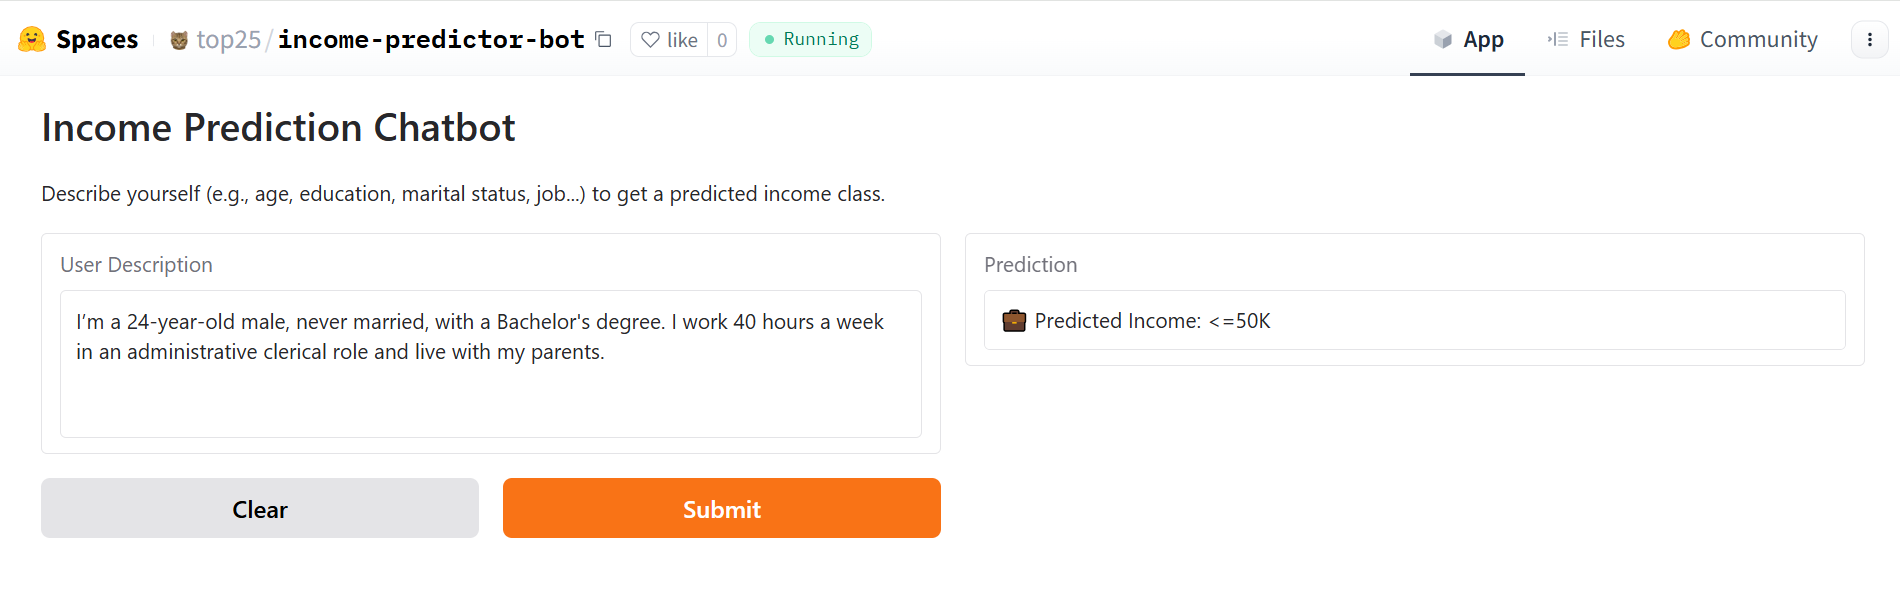 Spaces top25/income-predictor-bot like 0 Running App Files Community
Income Prediction Chatbot
Describe yourself (e.g., age, education, marital status, job...) to get a predicted income class.
User Description
I'm a 24-year-old male, never married, with a Bachelor's degree. I work 40 hours a week
in an administrative clerical role and live with my parents.
Clear
Submit
Prediction
Predicted Income: <=50K